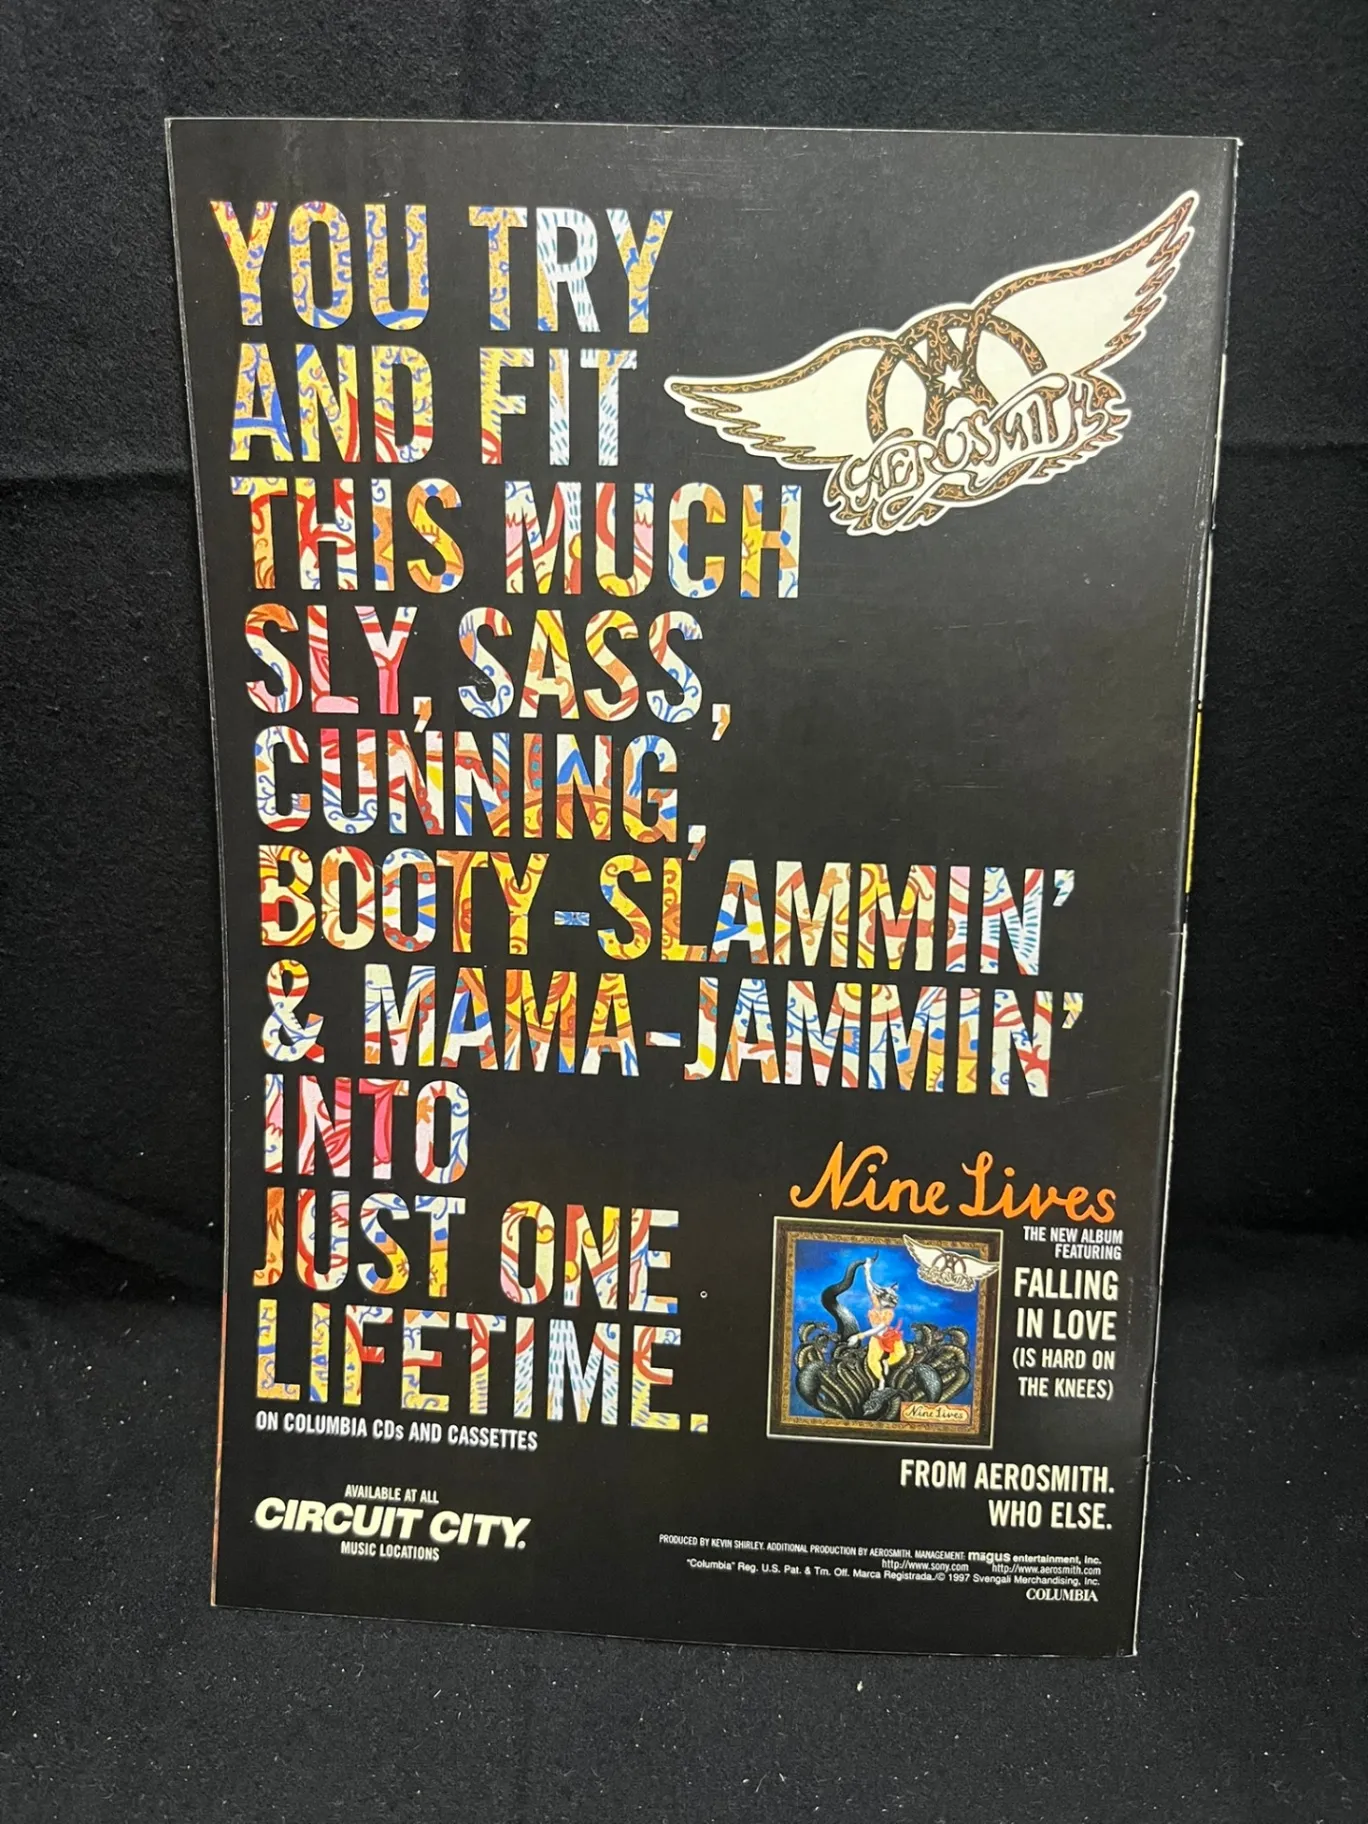 YOU TRY
AND FIT
THIS MUCH
SLY, SASS,
CUNNING,
BOOTY-SLAMMIN'
& MAMA-JAMMIN'
INTO
JUST ONE
LIFETIME.
AEROSMITH
ON COLUMBIA CDs AND CASSETTES
AVAILABLE AT ALL
CIRCUIT CITY.
MUSIC LOCATIONS
Nine Lives
THE NEW ALBUM
FEATURING
FALLING
IN LOVE
(IS HARD ON
THE KNEES)
AEROSMITH
Nine Lives
FROM AEROSMITH.
WHO ELSE.
PRODUCED BY KEVIN SHIRLEY. ADDITIONAL PRODUCTION BY AEROSMITH. MANAGEMENT: magus entertainment, inc.
http://www.sony.com http://www.aerosmith.com
"Columbia" Reg. U.S. Pat. & Tm. Off. Marca Registrada./© 1997 Svengali Merchandising, Inc.
COLUMBIA